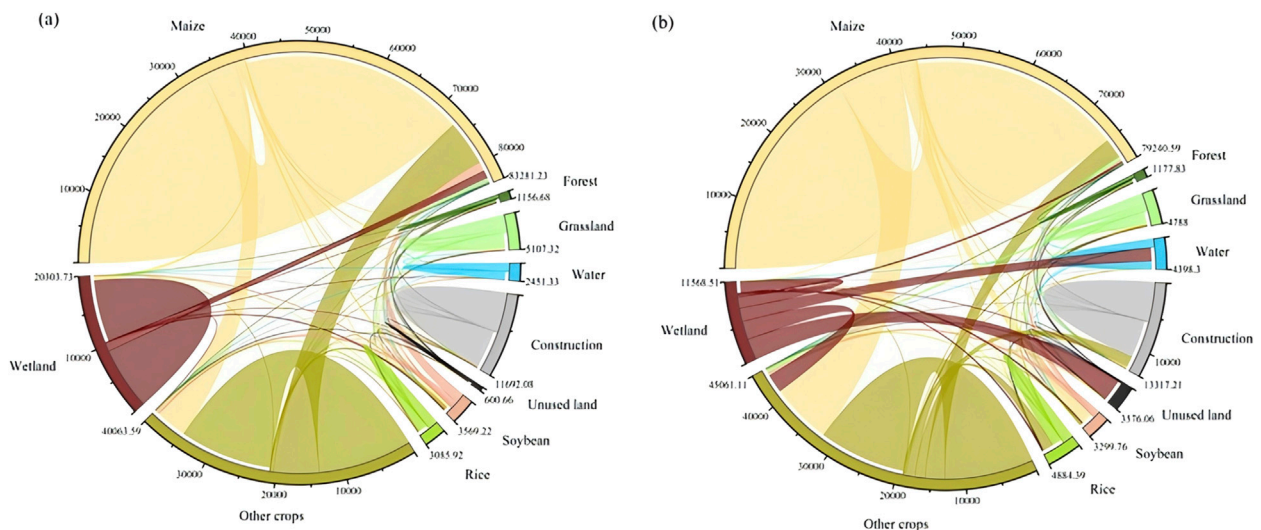 (a)
Maize
10000
20000
30000
40000
50000
60000
70000
80000
83281.23
Forest
1156.68
Grassland
5107.32
Water
2451.33
Construction
11692.08
Unused land
600.66
Soybean
3569.22
Rice
3085.92
Other crops
10000
20000
30000
40063.59
Wetland
10000
20303.73
(b)
Maize
10000
20000
30000
40000
50000
60000
70000
79260.59
Forest
1177.83
Grassland
4788
Water
4398.3
Construction
10000
13317.21
Unused land
3576.06
Soybean
3299.76
Rice
4884.39
Other crops
10000
20000
30000
40000
45061.11
Wetland
11568.51